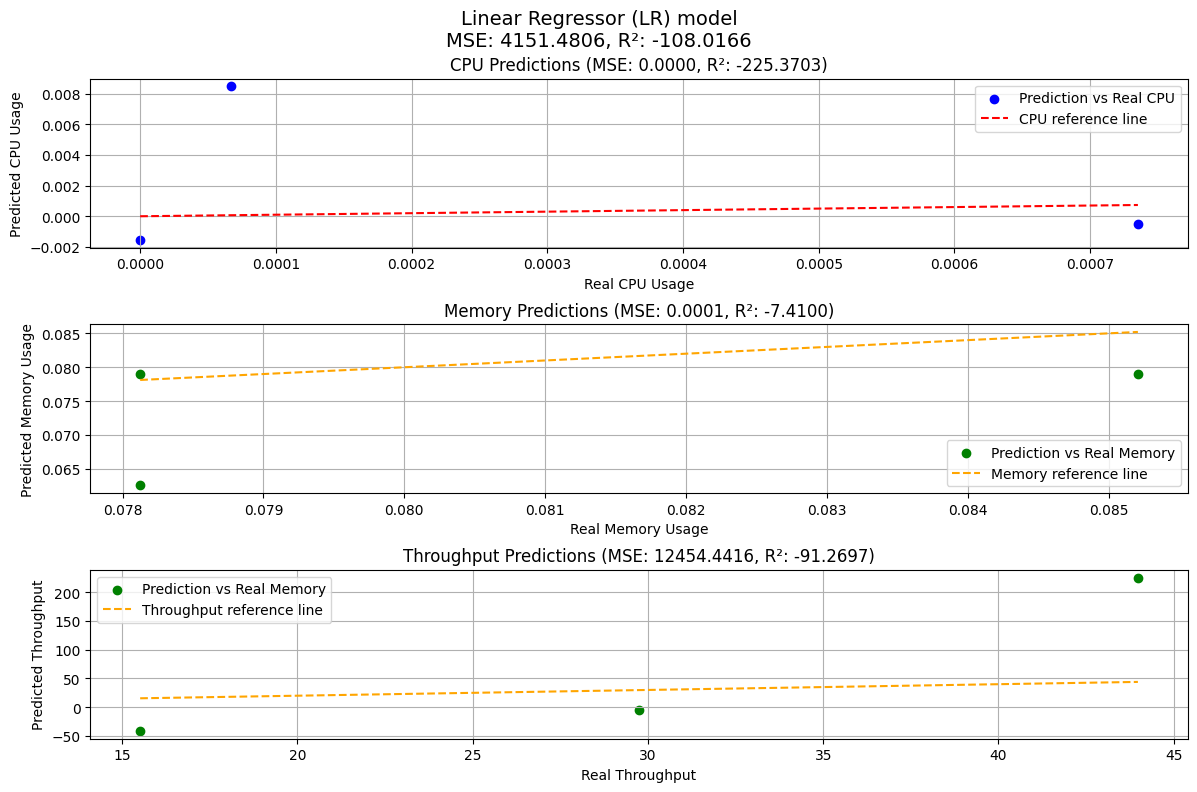 Linear Regressor (LR) model
MSE: 4151.4806, R²: -108.0166
CPU Predictions (MSE: 0.0000, R²: -225.3703)
Predicted CPU Usage
0.008
0.006
0.004
0.002
0.000
−0.002
Prediction vs Real CPU
CPU reference line
0.0000 0.0001 0.0002 0.0003 0.0004 0.0005 0.0006 0.0007
Real CPU Usage
Memory Predictions (MSE: 0.0001, R²: -7.4100)
Predicted Memory Usage
0.085
0.080
0.075
0.070
0.065
Prediction vs Real Memory
Memory reference line
0.078 0.079 0.080 0.081 0.082 0.083 0.084 0.085
Real Memory Usage
Throughput Predictions (MSE: 12454.4416, R²: -91.2697)
Predicted Throughput
200
150
100
50
0
−50
Prediction vs Real Memory
Throughput reference line
15 20 25 30 35 40 45
Real Throughput